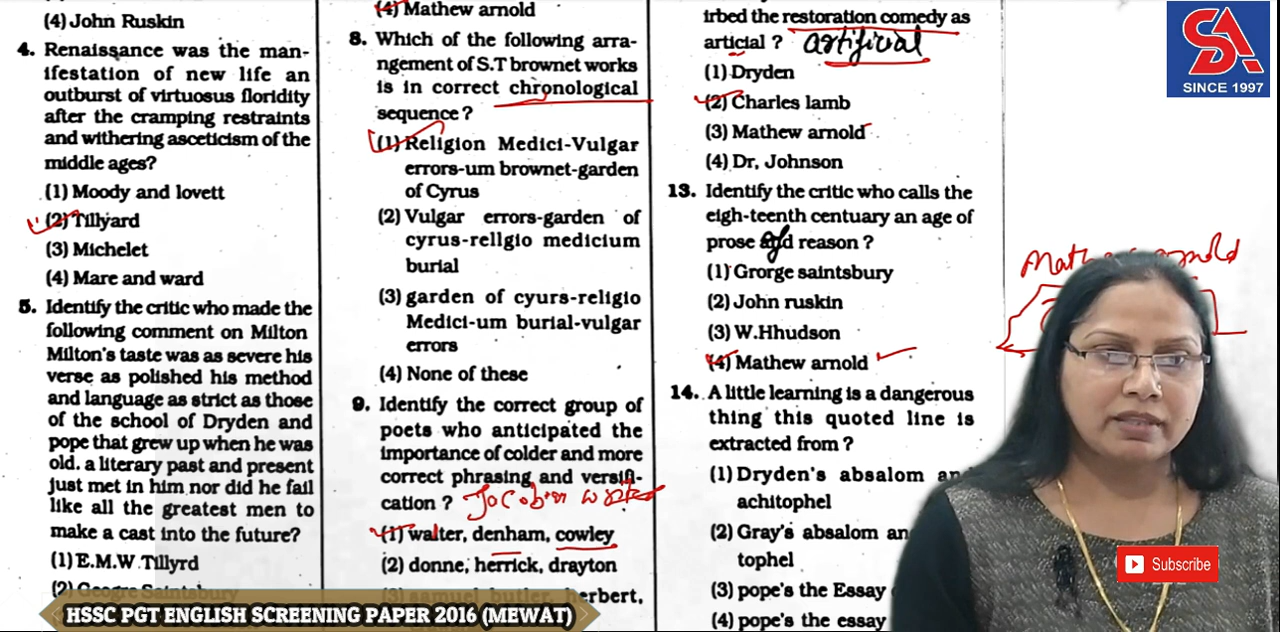 (4) John Ruskin
4. Renaissance was the man-
ifestation of new life an
outburst of virtuosus floridity
after the cramping restraints
and withering asceticism of the
middle ages?
(1) Moody and lovett
(2) Tillyard
(3) Michelet
(4) Mare and ward
5. Identify the critic who made the
following comment on Milton
Milton's taste was as severe his
verse as polished his method
and language as strict as those
of the school of Dryden and
pope that grew up when he was
old. a literary past and present
just met in him nor did he fail
like all the greatest men to
make a cast into the future?
(1) E.M.W Tillyrd
(2) Geogre Saintsbury
(4) Mathew arnold
8. Which of the following arra-
ngement of S.T brownet works
is in correct chronological
sequence?
(1) Religion Medici-Vulgar
errors-um brownet-garden
of Cyrus
(2) Vulgar errors-garden of
cyrus-rellgio medicium
burial
(3) garden of cyurs-religio
Medici-um burial-vulgar
errors
(4) None of these
9. Identify the correct group of
poets who anticipated the
importance of colder and more
correct phrasing and versifi-
cation ?
(1) walter, denham, cowley
(2) donne, herrick, drayton
(3) samuel butler, herbert,
irbed the restoration comedy as
articial ? artificial
(1) Dryden
(2) Charles lamb
(3) Mathew arnold
(4) Dr, Johnson
13. Identify the critic who calls the
eigh-teenth centuary an age of
prose and reason ?
(1) Grorge saintsbury
(2) John ruskin
(3) W.Hhudson
(4) Mathew arnold
14. A little learning is a dangerous
thing this quoted line is
extracted from ?
(1) Dryden's absalom an
achitophel
(2) Gray's absalom an
tophel
(3) pope's the Essay
(4) pope's the essay
SA
SINCE 1997
Subscribe
HSSC PGT ENGLISH SCREENING PAPER 2016 (MEWAT)